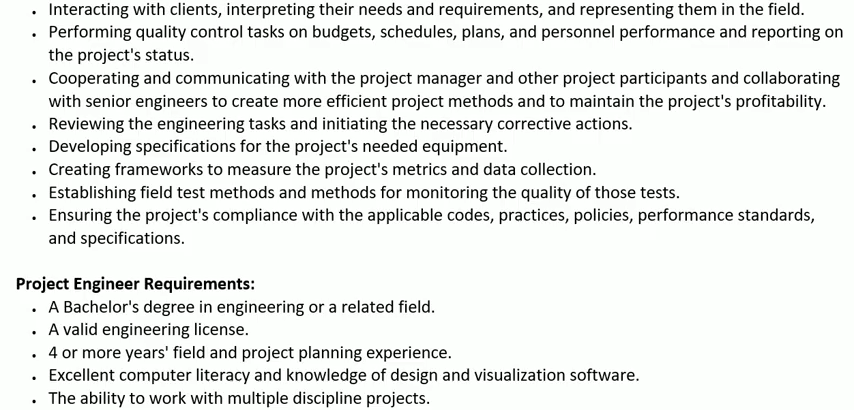 • Interacting with clients, interpreting their needs and requirements, and representing them in the field.
• Performing quality control tasks on budgets, schedules, plans, and personnel performance and reporting on
the project's status.
• Cooperating and communicating with the project manager and other project participants and collaborating
with senior engineers to create more efficient project methods and to maintain the project's profitability.
• Reviewing the engineering tasks and initiating the necessary corrective actions.
• Developing specifications for the project's needed equipment.
• Creating frameworks to measure the project's metrics and data collection.
• Establishing field test methods and methods for monitoring the quality of those tests.
• Ensuring the project's compliance with the applicable codes, practices, policies, performance standards,
and specifications.
Project Engineer Requirements:
• A Bachelor's degree in engineering or a related field.
• A valid engineering license.
• 4 or more years' field and project planning experience.
• Excellent computer literacy and knowledge of design and visualization software.
• The ability to work with multiple discipline projects.